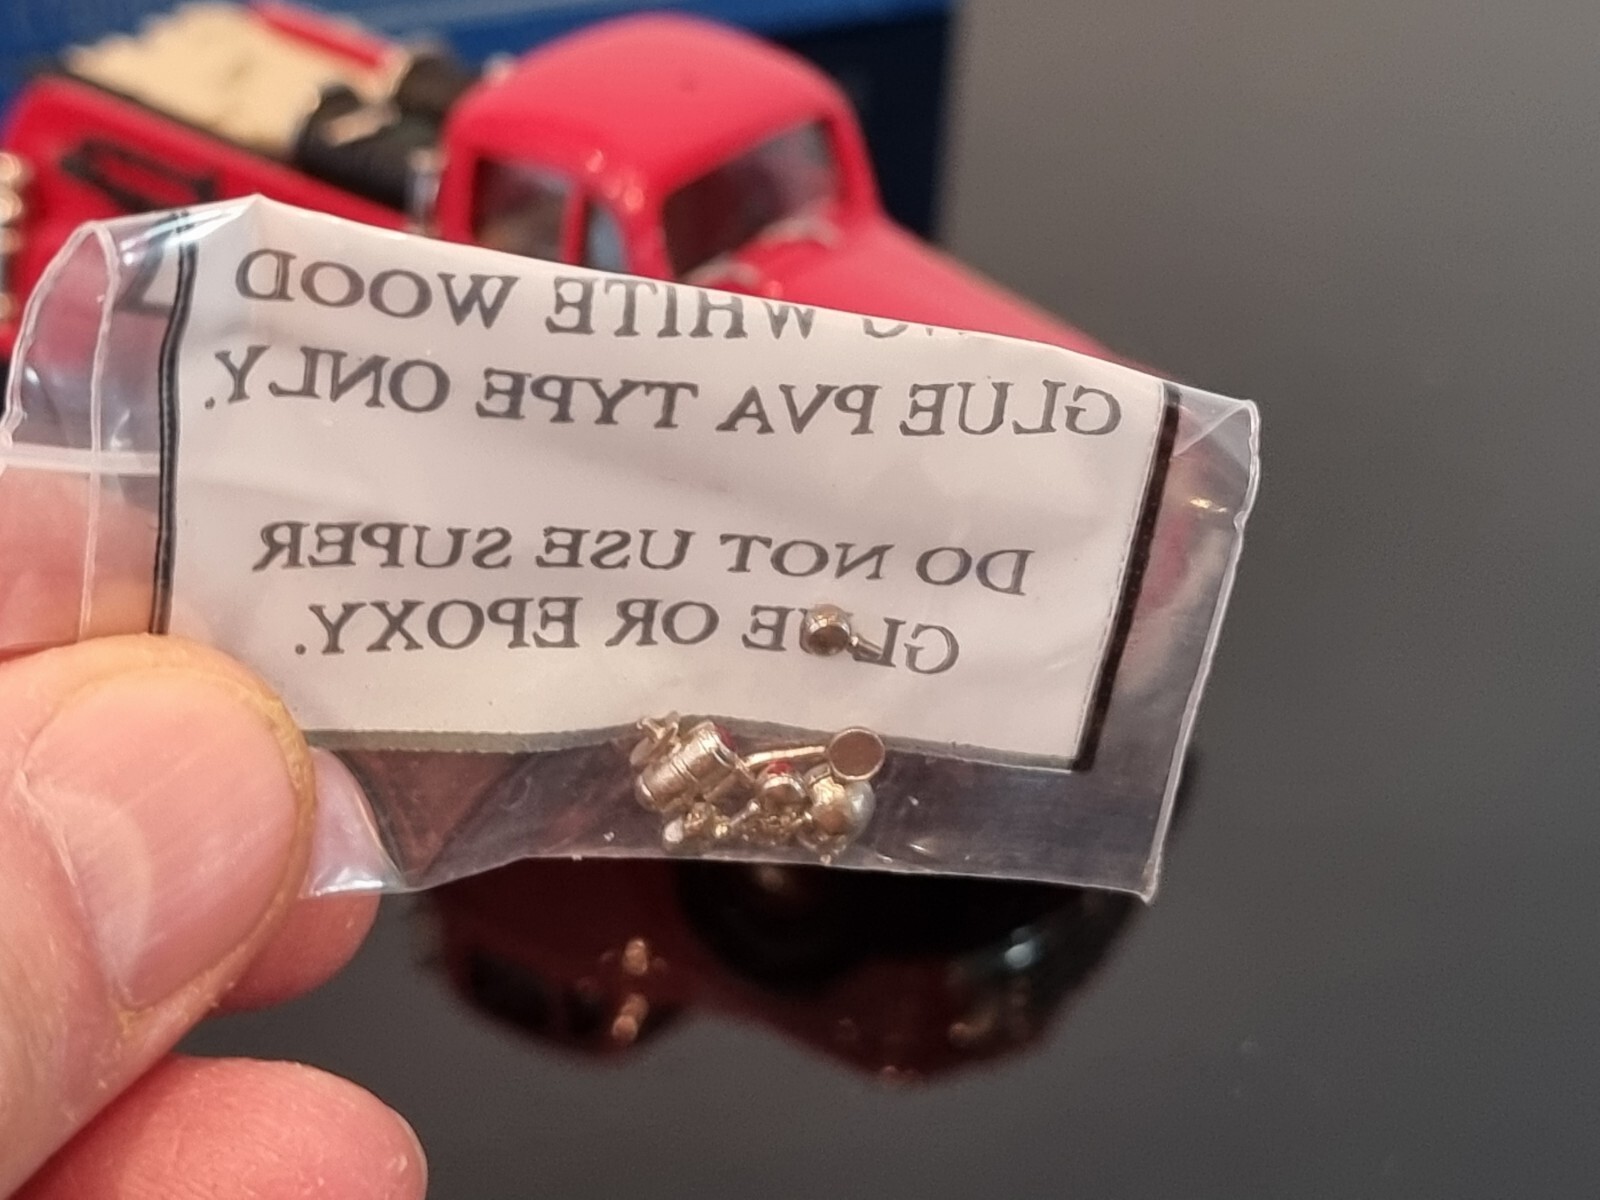 WHITE WOOD
GLUE PVA TYPE ONLY.
DO NOT USE SUPER
GLUE OR EPOXY.